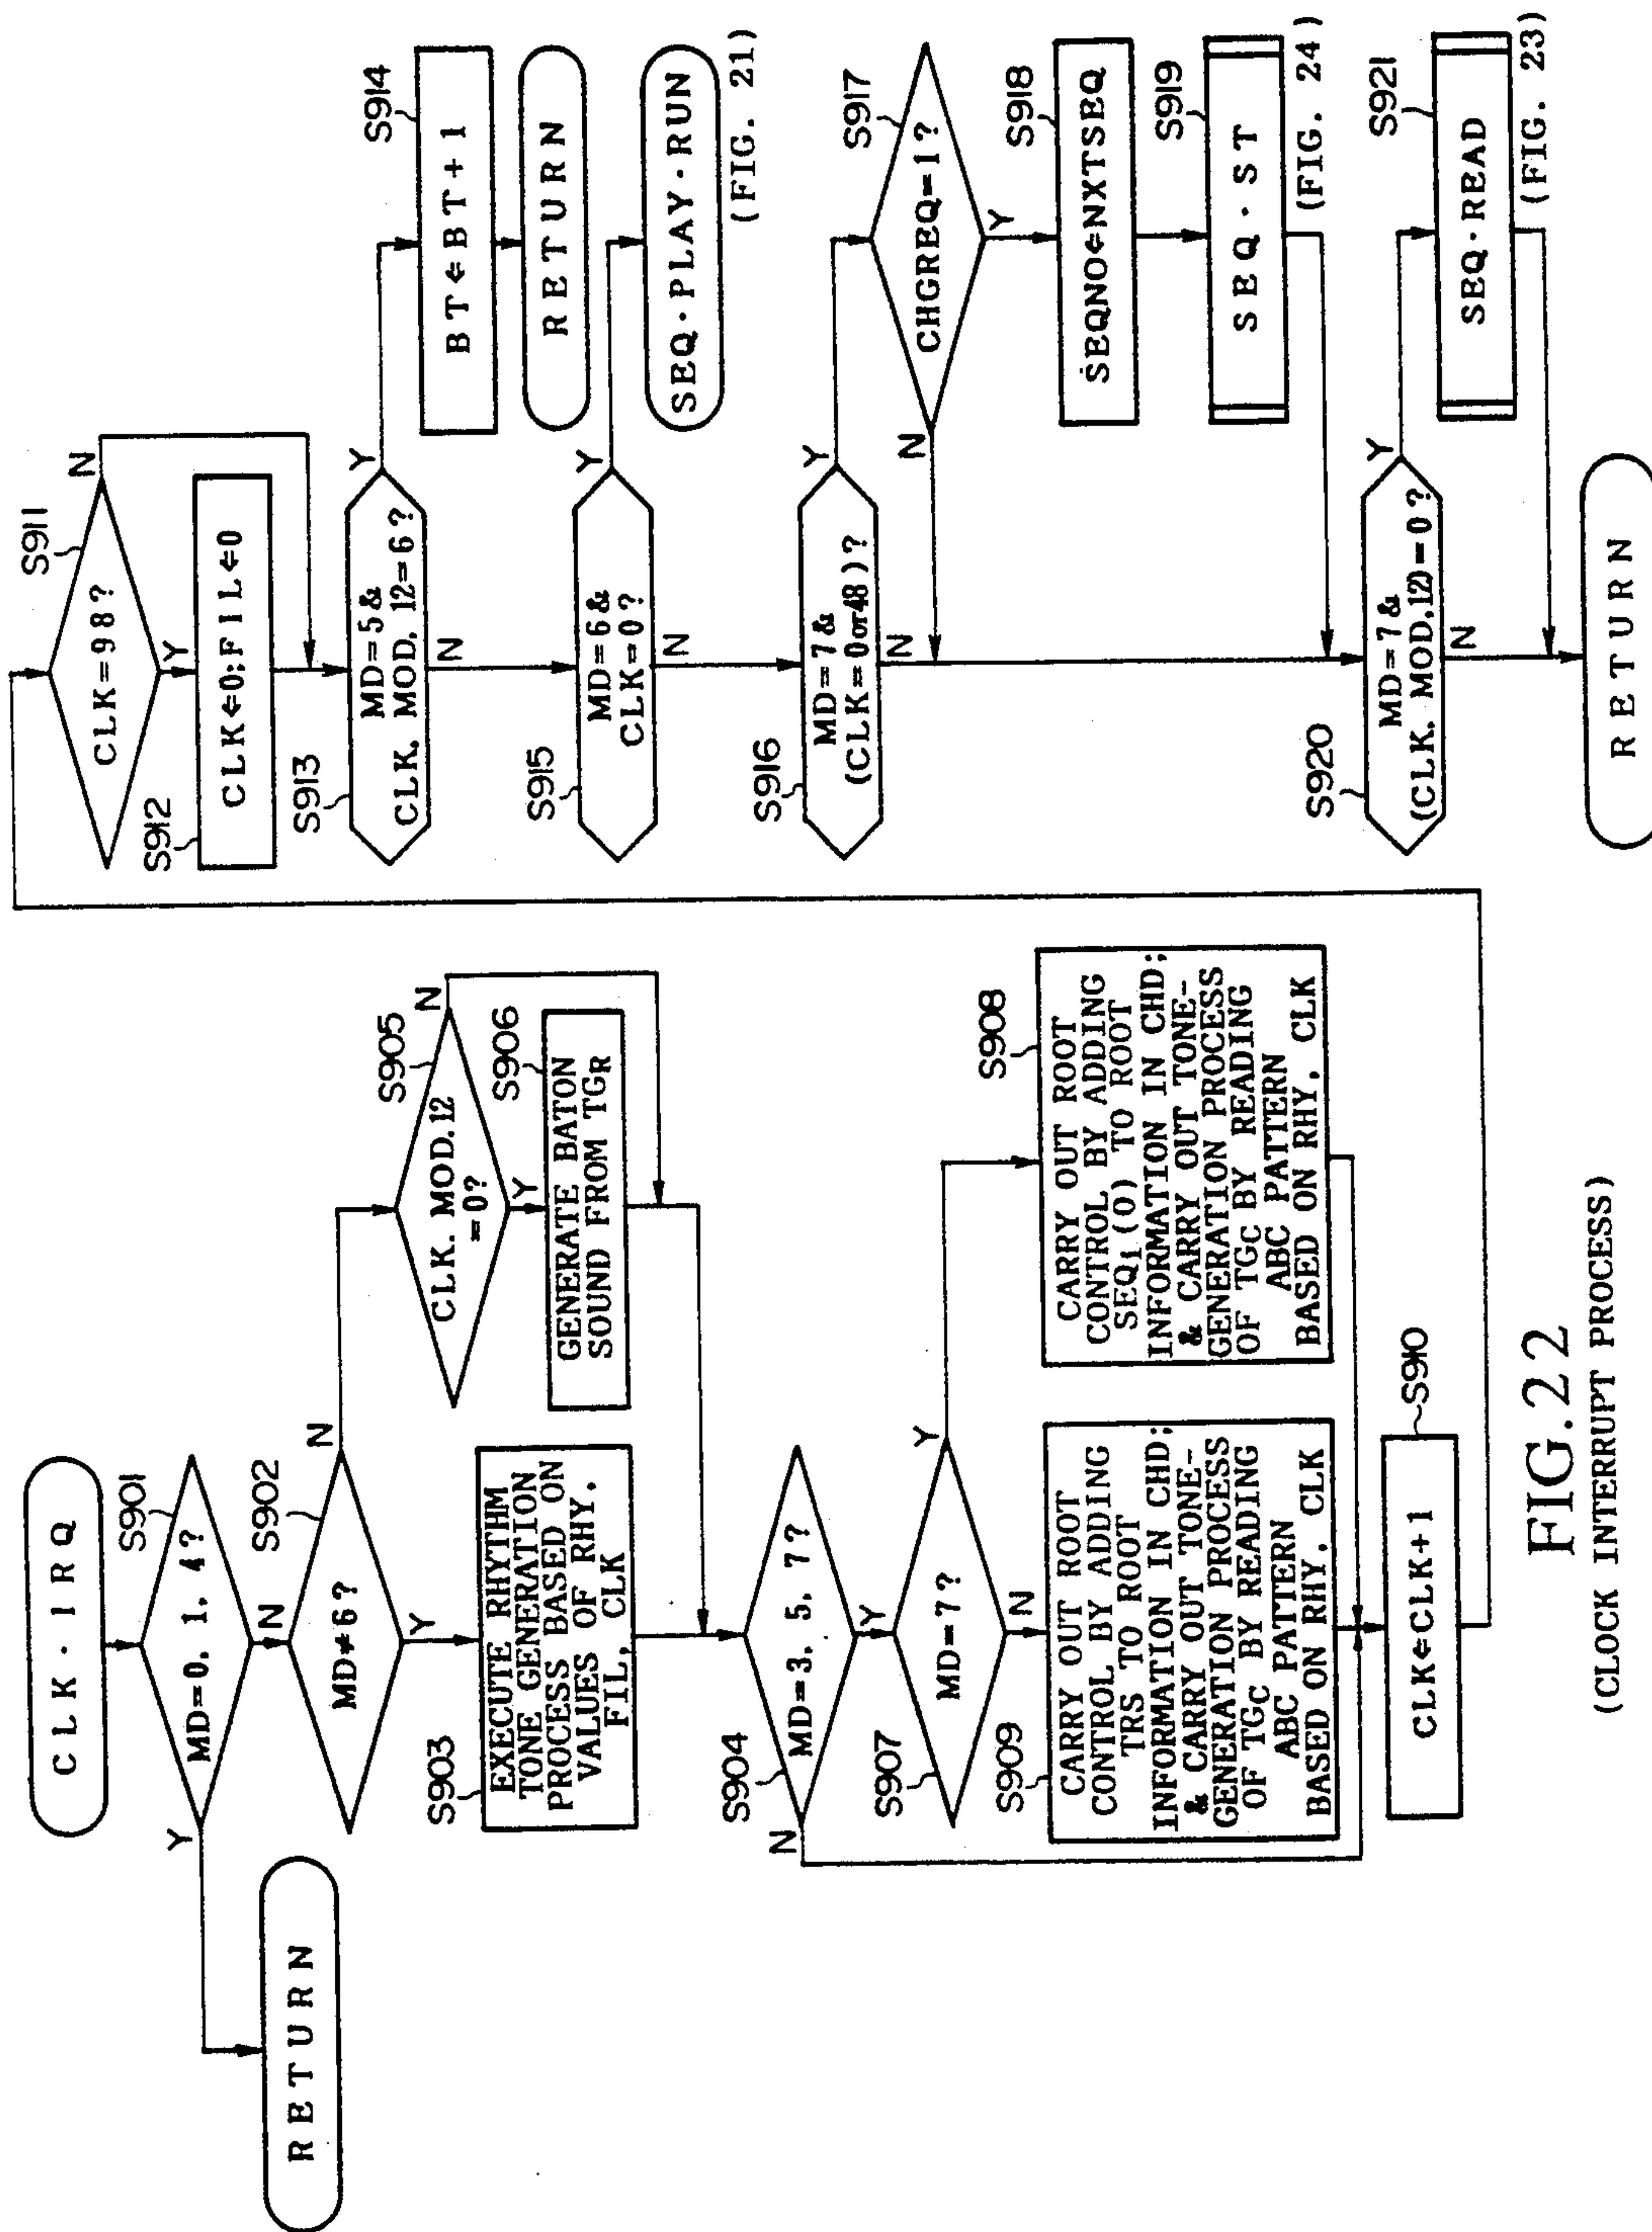 CLK·IRQ
S901
MD=0, 1, 4?
Y
N
RETURN
S902
MD≠6?
N
Y
S903
EXECUTE RHYTHM
TONE GENERATION
PROCESS BASED ON
VALUES OF RHY,
FIL, CLK
S905
CLK. MOD. 12
=0?
N
Y
S906
GENERATE BATON
SOUND FROM TGR
S904
MD=3, 5, 7?
N
Y
S907
MD=7?
Y
N
S909
CARRY OUT ROOT
CONTROL BY ADDING
TRS TO ROOT
INFORMATION IN CHD;
& CARRY OUT TONE-
GENERATION PROCESS
OF TGC BY READING
ABC PATTERN
BASED ON RHY, CLK
S908
CARRY OUT ROOT
CONTROL BY ADDING
SEQi (0) TO ROOT
INFORMATION IN CHD;
& CARRY OUT TONE-
GENERATION PROCESS
OF TGC BY READING
ABC PATTERN
BASED ON RHY, CLK
S910
CLK⇐CLK+1
S911
CLK=98?
N
Y
S912
CLK⇐0;FIL⇐0
S913
MD=5 &
CLK. MOD. 12=6?
Y
N
S914
BT⇐BT+1
RETURN
S915
MD=6 &
CLK=0?
Y
N
SEQ·PLAY·RUN
(FIG. 21)
S916
MD=7 &
(CLK=0or48)?
Y
N
S917
CHGREQ=1?
N
Y
S918
SEQNO⇐NXTSEQ
S919
SEQ·ST
(FIG. 24)
S920
MD=7 &
(CLK. MOD.12)=0?
Y
N
S921
SEQ·READ
(FIG. 23)
RETURN
FIG.22
(CLOCK INTERRUPT PROCESS)